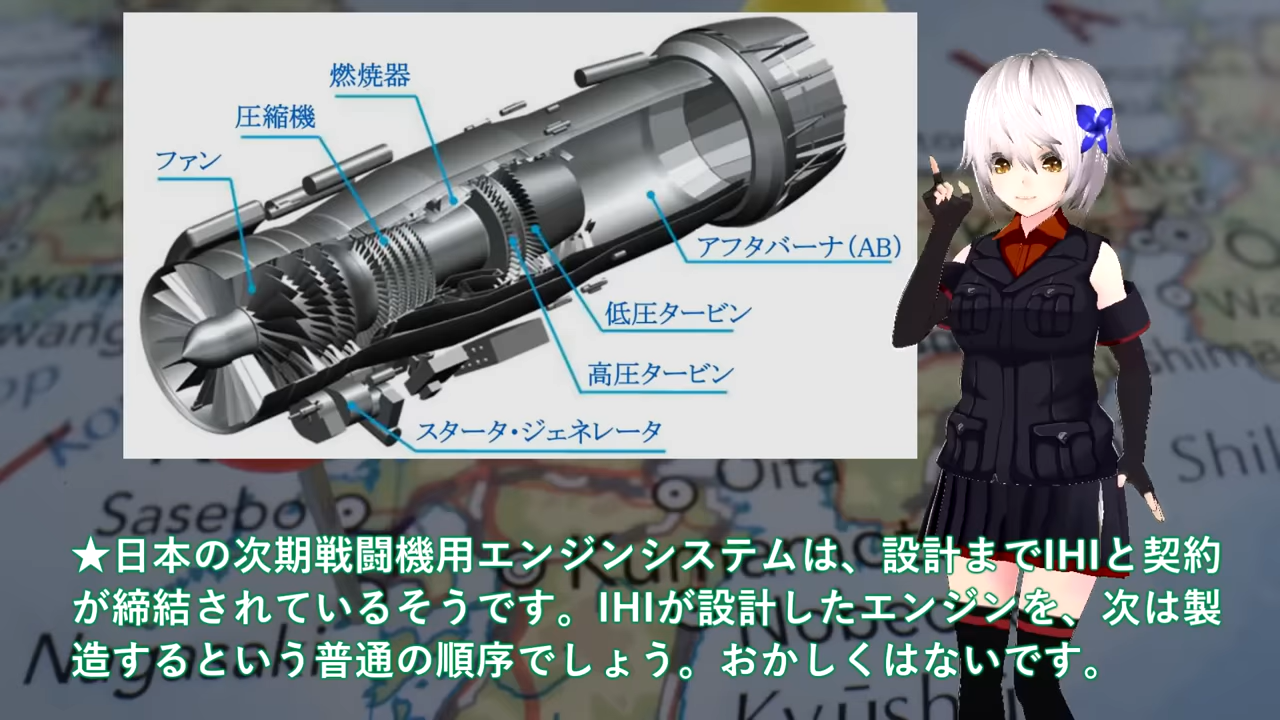 燃焼器
圧縮機
ファン
アフタバーナ(AB)
低圧タービン
高圧タービン
スタータ・ジェネレータ
Oita
Sasebo
Shil
Nagasaki
Kyūsh
★日本の次期戦闘機用エンジンシステムは、設計までIHIと契約
が締結されているそうです。IHIが設計したエンジンを、次は製
造するという普通の順序でしょう。おかしくはないです。